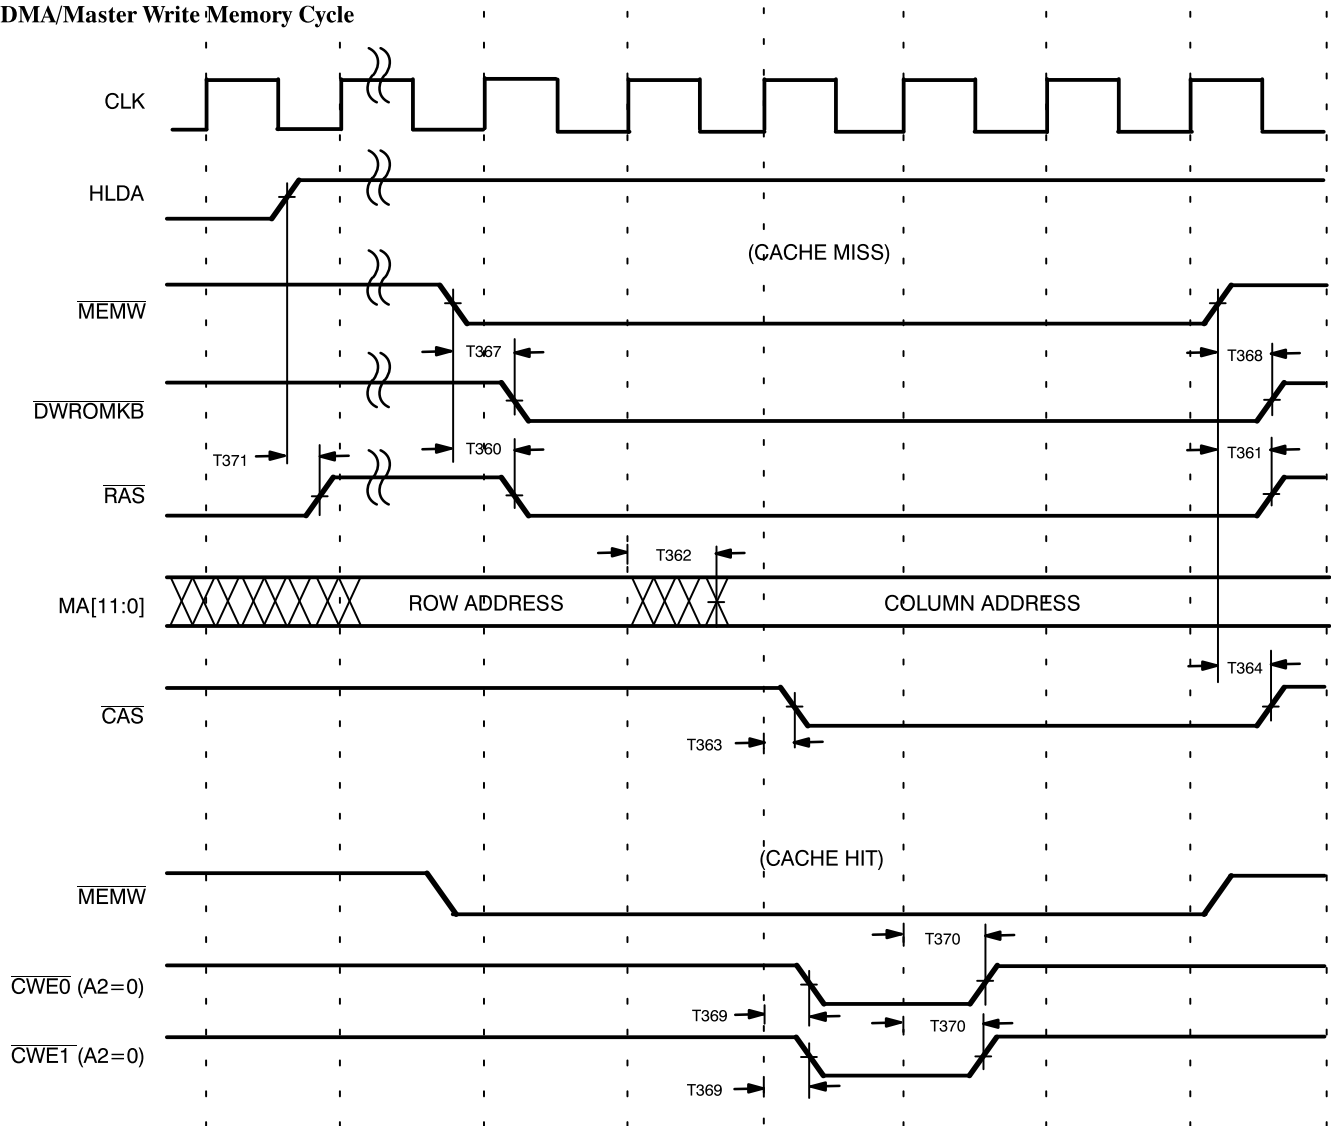 DMA/Master Write Memory Cycle
CLK
HLDA
(CACHE MISS)
MEMW
T367
T368
DWROMKB
T371
T360
T361
RAS
T362
MA[11:0]
ROW ADDRESS
COLUMN ADDRESS
T364
CAS
T363
(CACHE HIT)
MEMW
T370
CWE0 (A2=0)
T369
T370
CWE1 (A2=0)
T369